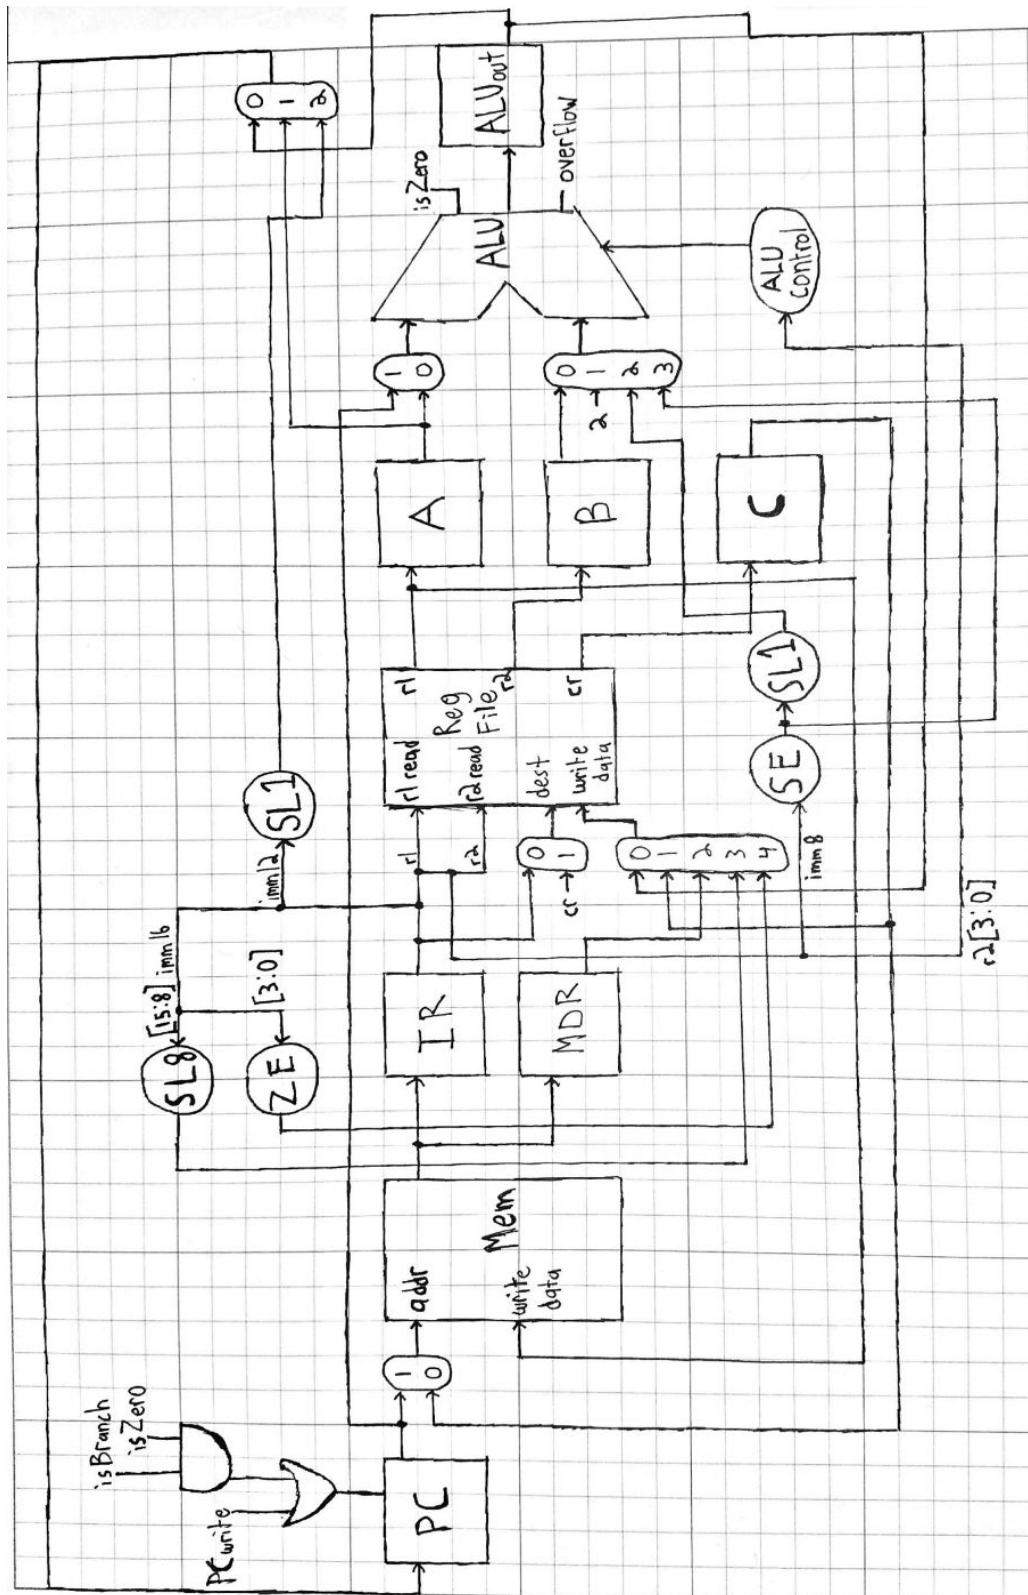 isBranch
isZero
PCwrite
PC
1
0
addr
Mem
write
data
[15:8] imm16
SL8
[3:0]
ZE
imm12
SL1
IR
MDR
r1
r2
0
1
cr
r1 read
r2 read
dest
write
data
Reg
File
r1
r2
cr
0
1
2
3
4
imm8
r2[3:0]
SE
SL1
A
B
C
1
0
2
0
1
2
3
ALU
isZero
overflow
ALU
control
ALUout
0
1
2